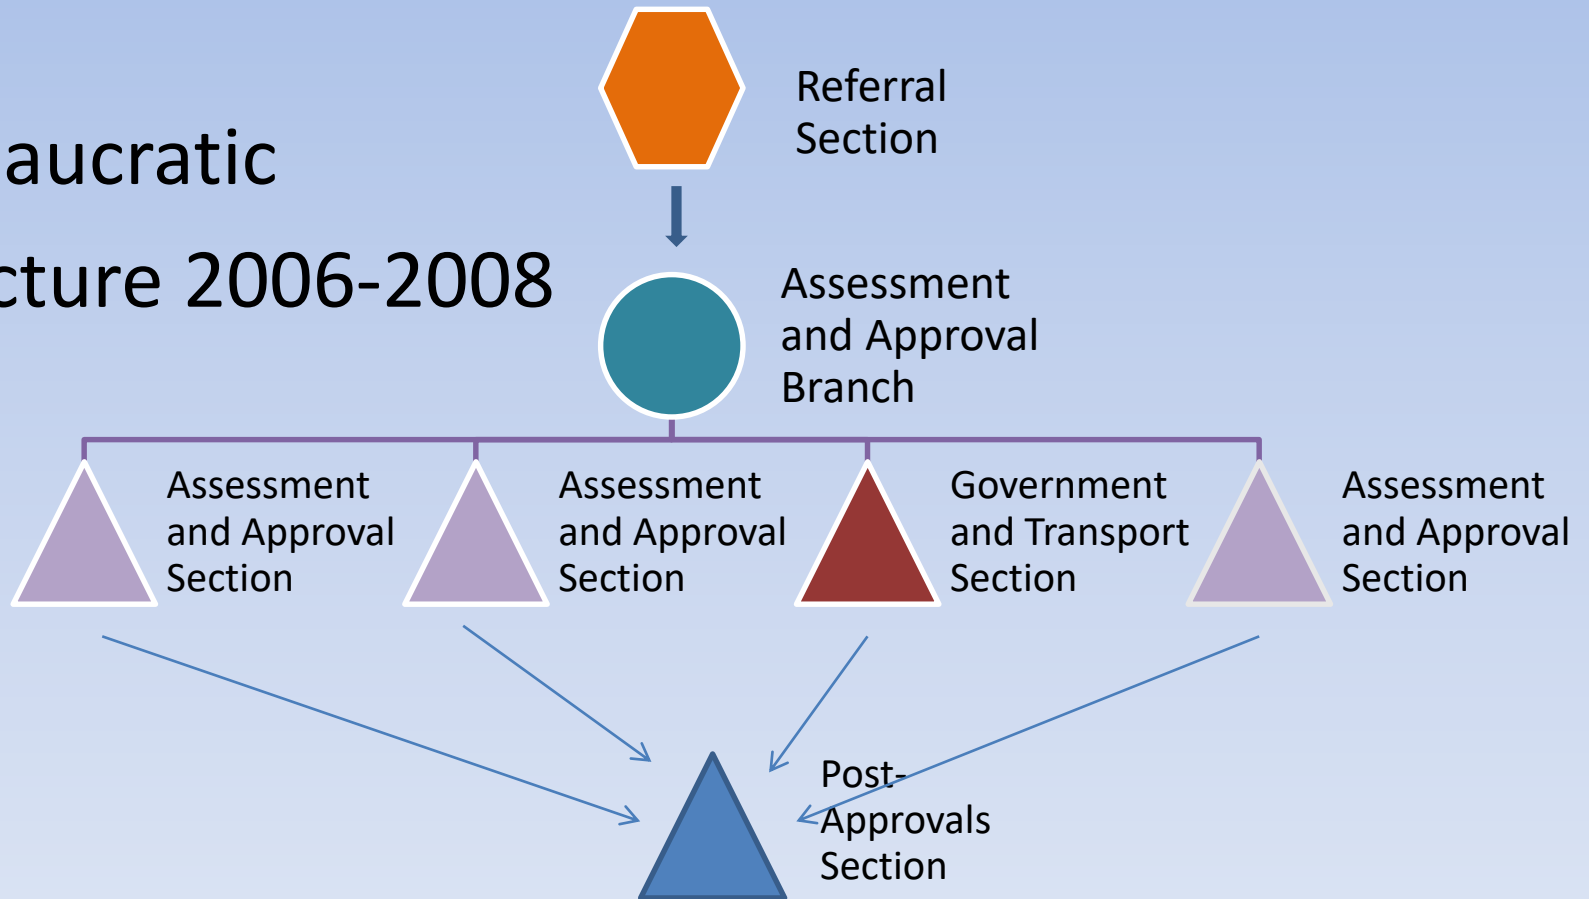 Referral
Section
aucratic
cture 2006-2008
Assessment
and Approval
Branch
Assessment
and Approval
Section
Assessment
and Approval
Section
Government
and Transport
Section
Assessment
and Approval
Section
Post-
Approvals
Section